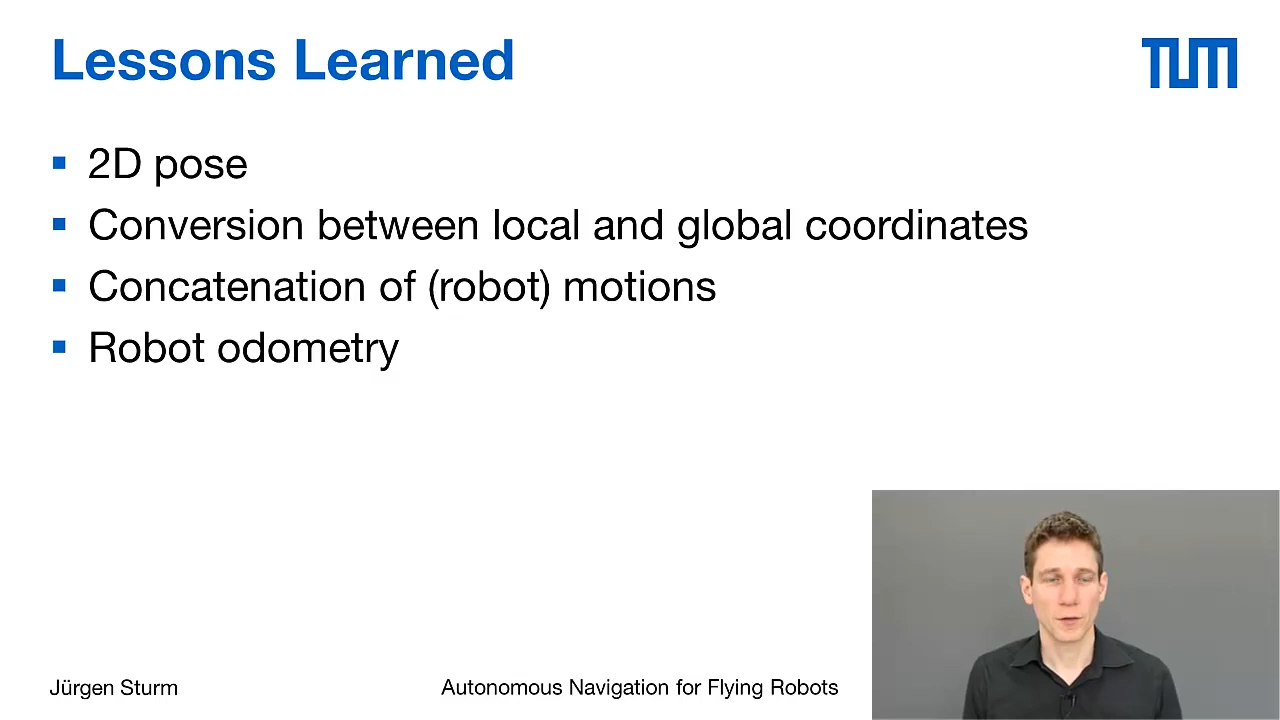 Lessons Learned
TUM
2D pose
Conversion between local and global coordinates
Concatenation of (robot) motions
Robot odometry
Jürgen Sturm
Autonomous Navigation for Flying Robots